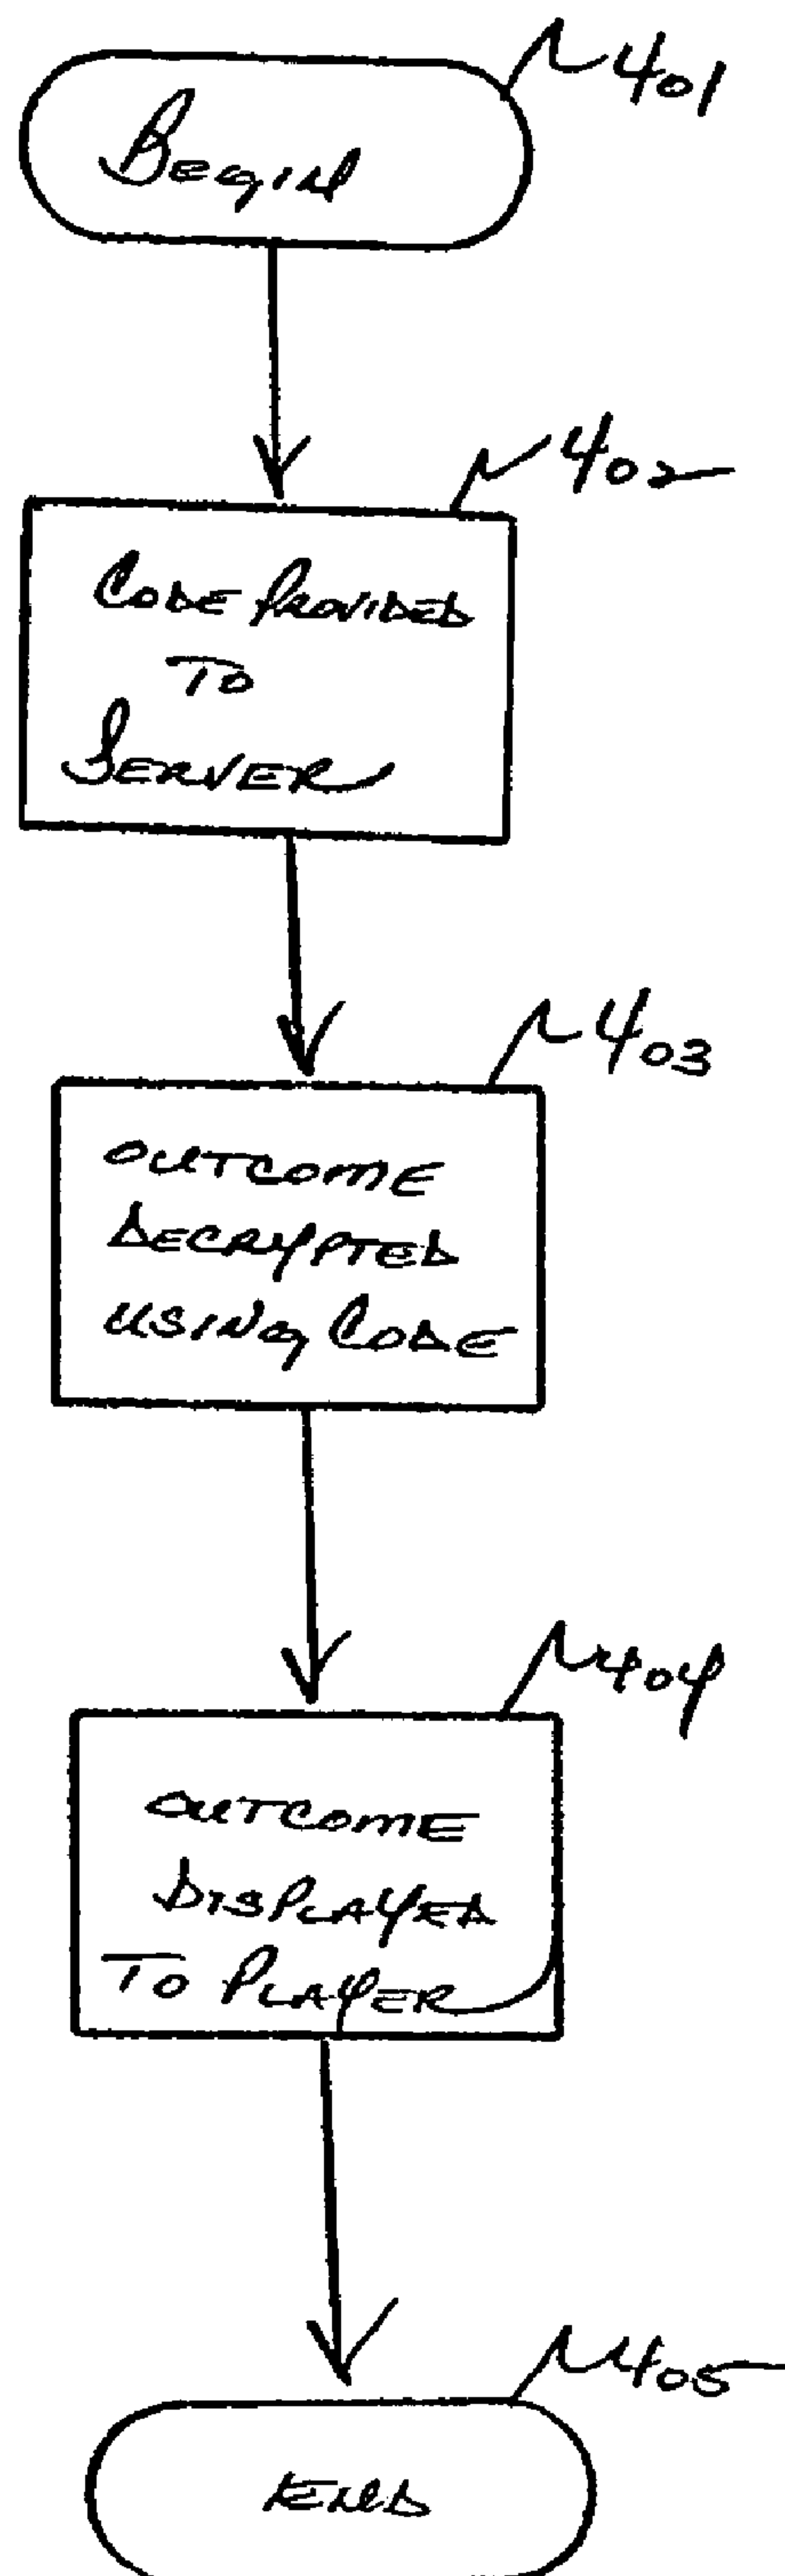 401
Begin
402
Code Provided
To
Server
403
Outcome
Decrypted
Using Code
404
Outcome
Displayed
To Player
405
End